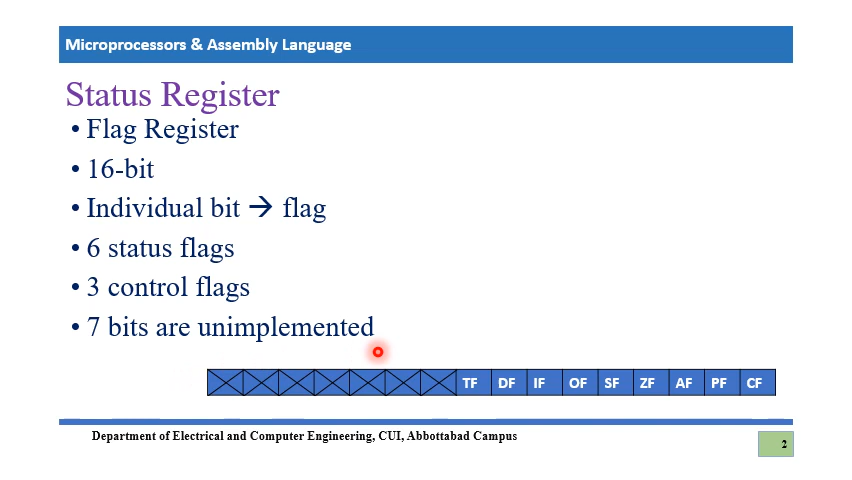 Microprocessors & Assembly Language
Status Register
• Flag Register
• 16-bit
• Individual bit → flag
• 6 status flags
• 3 control flags
• 7 bits are unimplemented
TF DF IF OF SF ZF AF PF CF
Department of Electrical and Computer Engineering, CUI, Abbottabad Campus
2